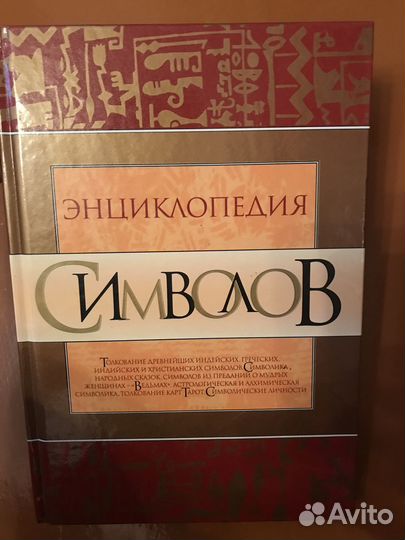 ЭНЦИКЛОПЕДИЯ
СИМВОЛОВ
ТОЛКОВАНИЕ ДРЕВНЕЙШИХ ИНДЕЙСКИХ, ГРЕЧЕСКИХ,
ИНДИЙСКИХ И ХРИСТИАНСКИХ СИМВОЛОВ. СИМВОЛИКА
НАРОДНЫХ СКАЗОК, СИМВОЛОВ ИЗ ПРЕДАНИЙ О МУДРЫХ
ЖЕНЩИНАХ – «ВЕДЬМАХ», АСТРОЛОГИЧЕСКАЯ И АЛХИМИЧЕСКАЯ
СИМВОЛИКА, ТОЛКОВАНИЕ КАРТ ТАРОТ. СИМВОЛИЧЕСКИЕ ЛИЧНОСТИ
Avito